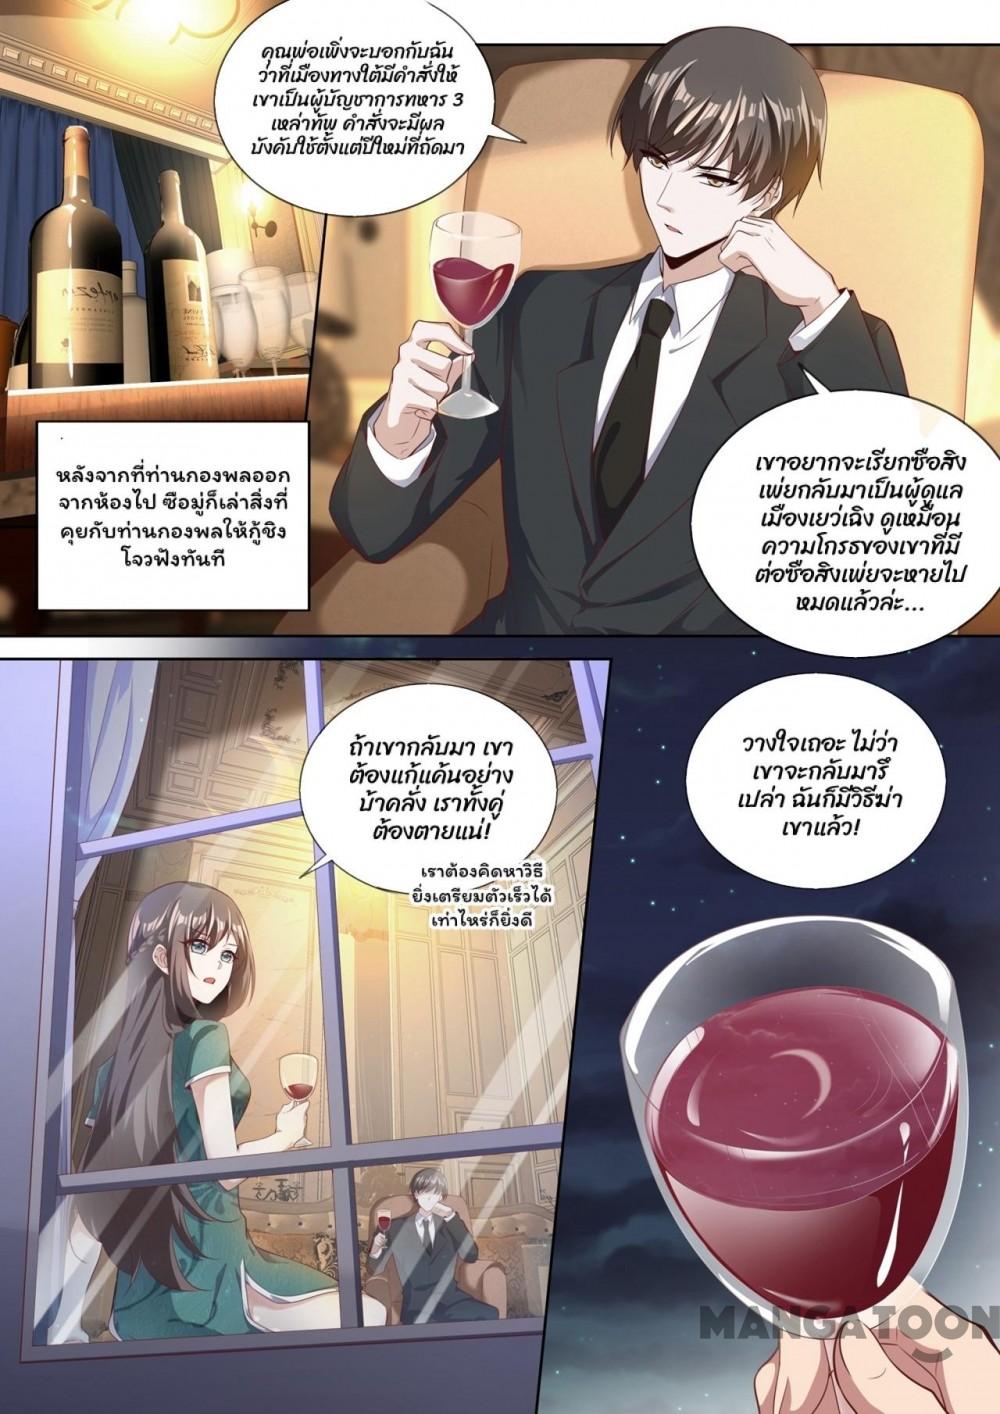 คุณพ่อเพิ่งจะบอกกับฉัน
ว่าที่เมืองทางใต้มีคำสั่งให้
เขาเป็นผู้บัญชาการทหาร 3
เหล่าทัพ คำสั่งจะมีผล
บังคับใช้ตั้งแต่ปีใหม่ที่ถัดมา
หลังจากที่ท่านกองพลออก
จากห้องไป ซือมู่ก็เล่าสิ่งที่
คุยกับท่านกองพลให้กู้ชิง
โจวฟังทันที
เขาอยากจะเรียกซือสิง
เพ่ยกลับมาเป็นผู้ดูแล
เมืองเยว่เฉิง ดูเหมือน
ความโกรธของเขาที่มี
ต่อซือสิงเพ่ยจะหายไป
หมดแล้วล่ะ...
ถ้าเขากลับมา เขา
ต้องแก้แค้นอย่าง
บ้าคลั่ง เราทั้งคู่
ต้องตายแน่!
เราต้องคิดหาวิธี
ยิ่งเตรียมตัวเร็วได้
เท่าไหร่ก็ยิ่งดี
วางใจเถอะ ไม่ว่า
เขาจะกลับมารึ
เปล่า ฉันก็มีวิธีฆ่า
เขาแล้ว!
MANGATOON